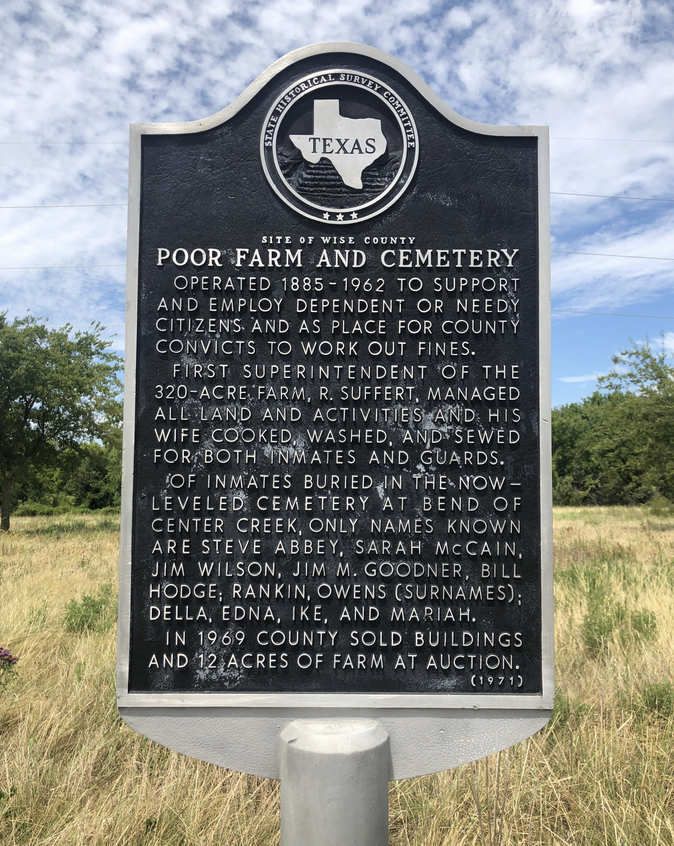 STATE HISTORICAL SURVEY COMMITTEE
TEXAS
SITE OF WISE COUNTY
POOR FARM AND CEMETERY
OPERATED 1885-1962 TO SUPPORT
AND EMPLOY DEPENDENT OR NEEDY
CITIZENS AND AS PLACE FOR COUNTY
CONVICTS TO WORK OUT FINES.
FIRST SUPERINTENDENT OF THE
320-ACRE FARM, R. SUFFERT, MANAGED
ALL LAND AND ACTIVITIES AND HIS
WIFE COOKED, WASHED, AND SEWED
FOR BOTH INMATES AND GUARDS.
OF INMATES BURIED IN THE NOW-
LEVELED CEMETERY AT BEND OF
CENTER CREEK, ONLY NAMES KNOWN
ARE STEVE ABBEY, SARAH McCAIN,
JIM WILSON, JIM M. GOODNER, BILL
HODGE; RANKIN, OWENS (SURNAMES);
DELLA, EDNA, IKE, AND MARIAH.
IN 1969 COUNTY SOLD BUILDINGS
AND 12 ACRES OF FARM AT AUCTION.
(1971)